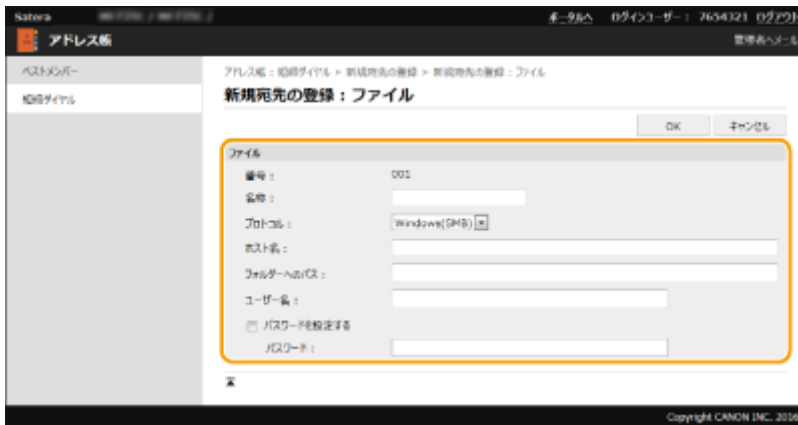 Satera
ポータルへ ログインユーザー： 7654321 ログアウト
アドレス帳
管理者へメール
ベストメンバー
短縮ダイヤル
アドレス帳：短縮ダイヤル > 新規宛先の登録 > 新規宛先の登録：ファイル
新規宛先の登録：ファイル
OK キャンセル
ファイル
番号： 001
名称：
プロトコル： Windows(SMB)
ホスト名：
フォルダーへのパス：
ユーザー名：
パスワードを設定する
パスワード：
Copyright CANON INC. 2016